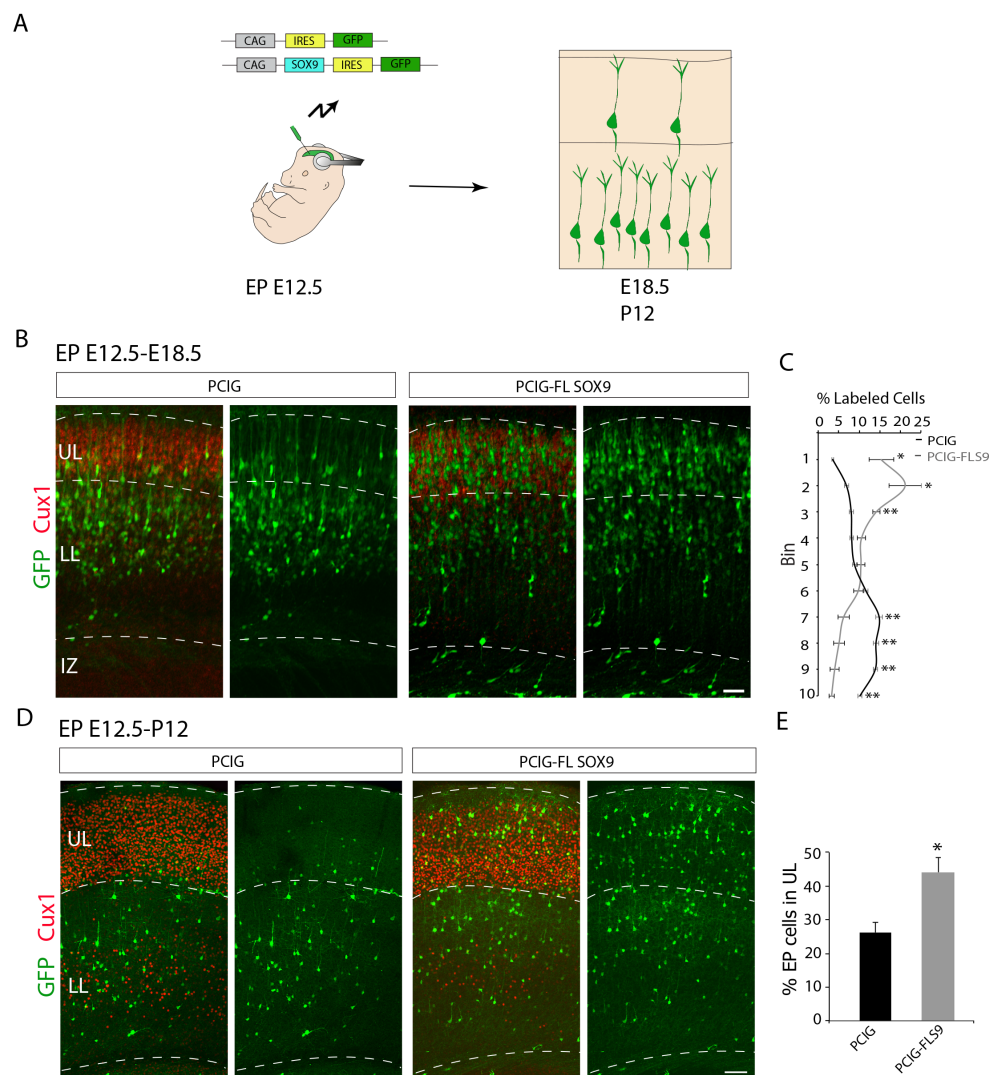 A
CAG IRES GFP
CAG SOX9 IRES GFP
EP E12.5
E18.5
P12
B
EP E12.5-E18.5
PCIG
PCIG-FL SOX9
GFP Cux1
UL
LL
IZ
C
% Labeled Cells
0 5 10 15 20 25
PCIG
PCIG-FLS9
Bin
1 *
2 *
3 **
4
5
6
7 **
8 **
9 **
10 **
D
EP E12.5-P12
PCIG
PCIG-FL SOX9
GFP Cux1
UL
LL
E
% EP cells in UL
50
40
30
20
10
0
*
PCIG
PCIG-FLS9